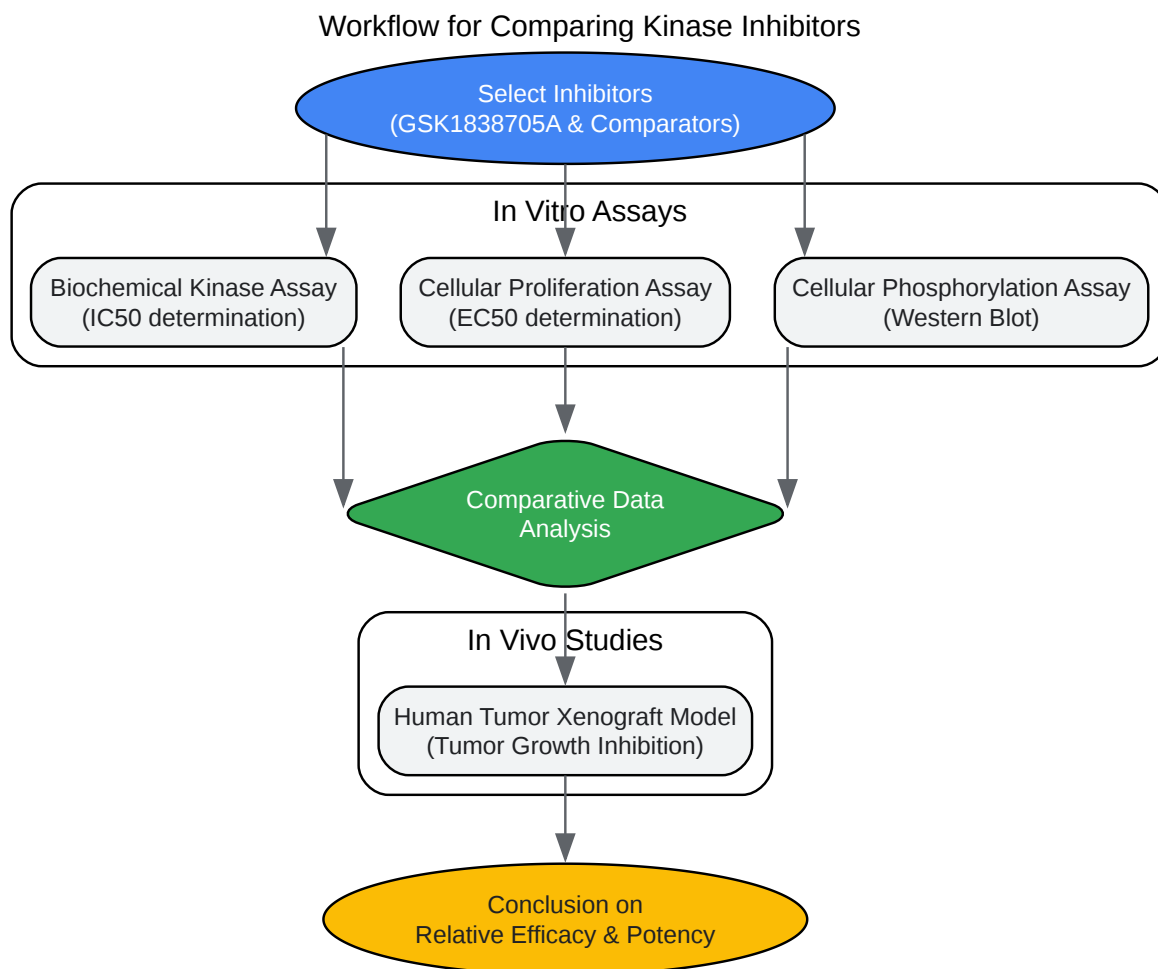 Workflow for Comparing Kinase Inhibitors
Select Inhibitors
(GSK1838705A & Comparators)
In Vitro Assays
Biochemical Kinase Assay
(IC50 determination)
Cellular Proliferation Assay
(EC50 determination)
Cellular Phosphorylation Assay
(Western Blot)
Comparative Data
Analysis
In Vivo Studies
Human Tumor Xenograft Model
(Tumor Growth Inhibition)
Conclusion on
Relative Efficacy & Potency